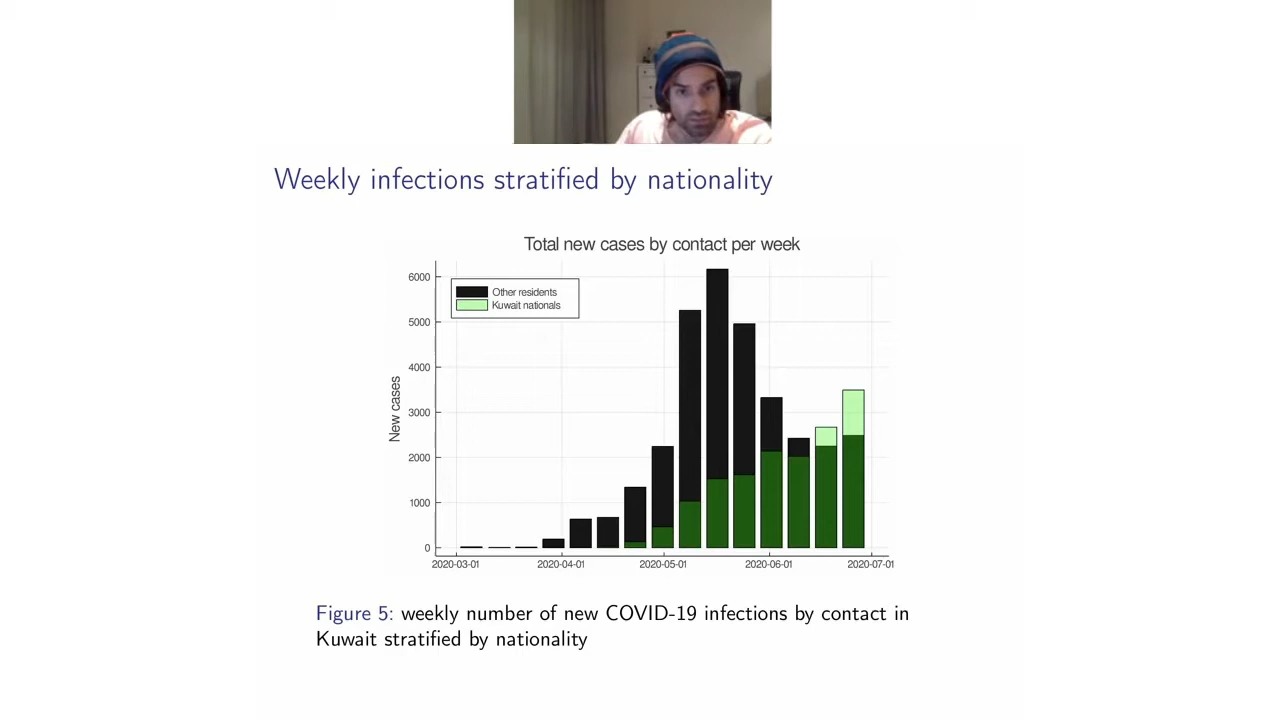 Weekly infections stratified by nationality
Total new cases by contact per week
Other residents
Kuwait nationals
New cases
6000
5000
4000
3000
2000
1000
0
2020-03-01 2020-04-01 2020-05-01 2020-06-01 2020-07-01
Figure 5: weekly number of new COVID-19 infections by contact in
Kuwait stratified by nationality